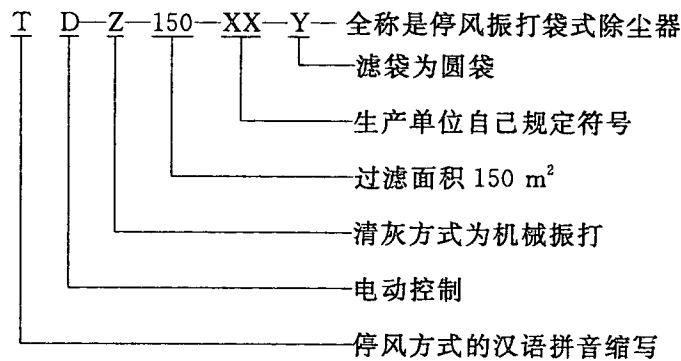 T D—Z—150—XX—Y—全称是停风振打袋式除尘器
滤袋为圆袋
生产单位自己规定符号
过滤面积 150 m²
清灰方式为机械振打
电动控制
停风方式的汉语拼音缩写